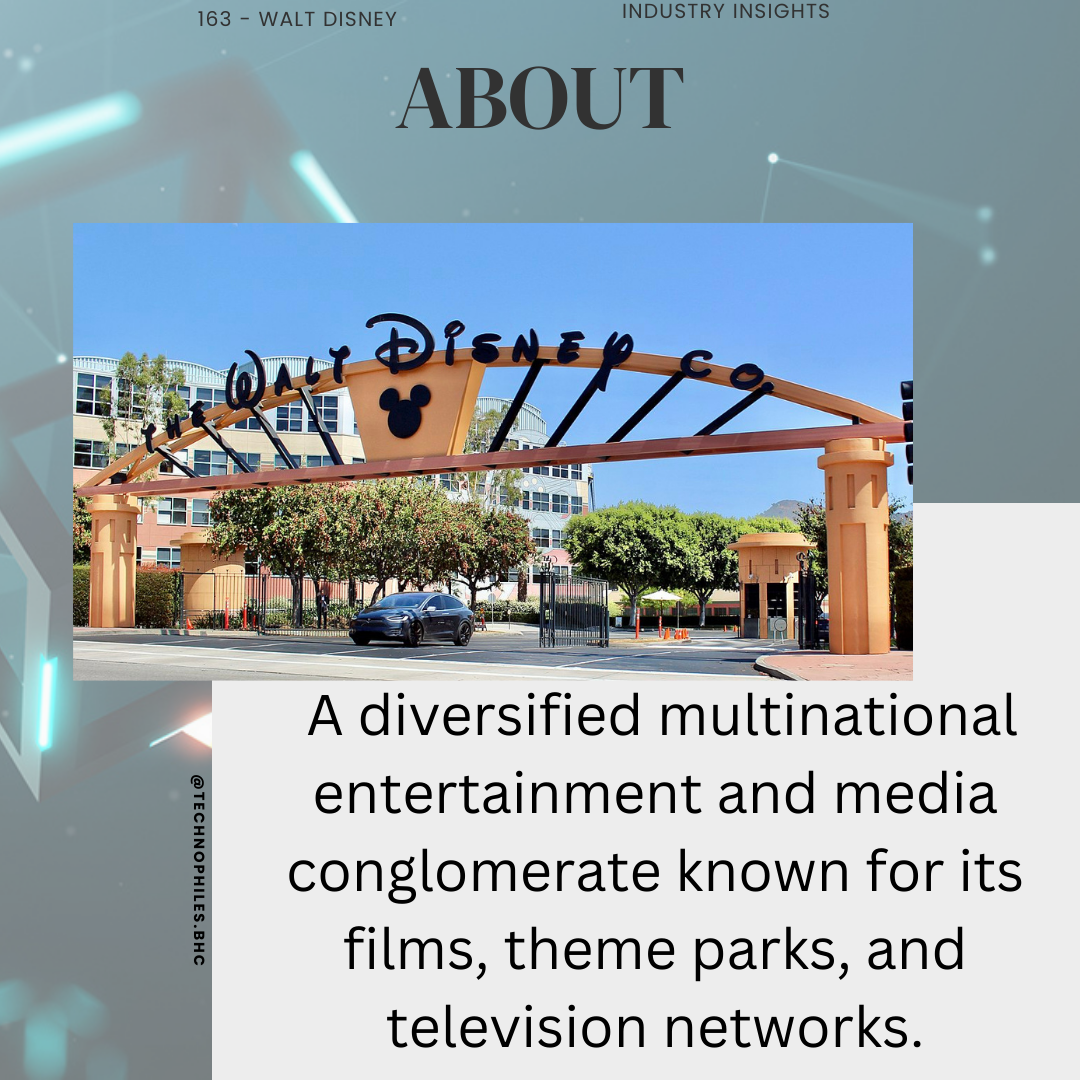 163 - WALT DISNEY
INDUSTRY INSIGHTS
ABOUT
THE WALT DISNEY CO.
A diversified multinational
entertainment and media
conglomerate known for its
films, theme parks, and
television networks.
@TECHNOPHILES.BHC